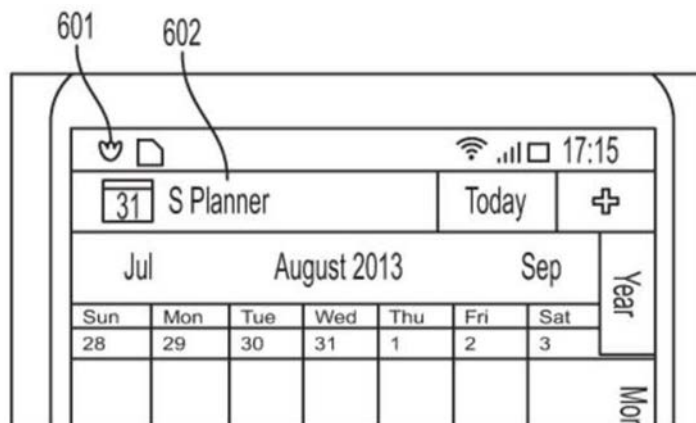 601 602
17:15
31 S Planner Today
Jul August 2013 Sep
Year
Sun Mon Tue Wed Thu Fri Sat
28 29 30 31 1 2 3
Mon